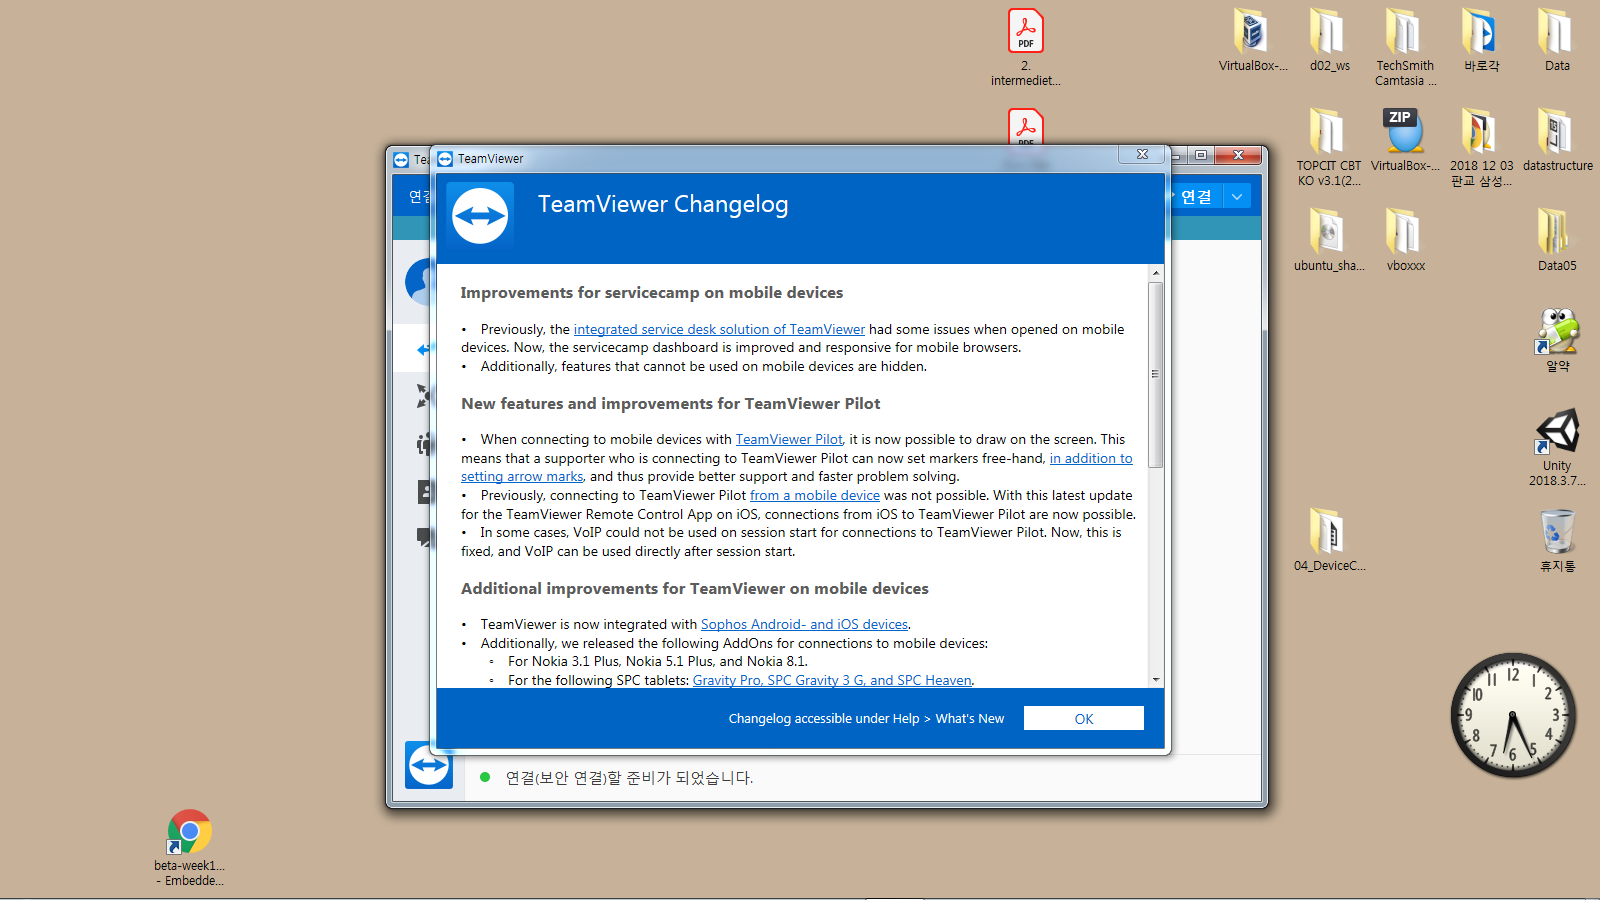 PDF
2.
intermediet...
PDF
VirtualBox-...
d02_ws
TechSmith
Camtasia ...
바로각
Data
TOPCIT CBT
KO v3.1(2...
ZIP
VirtualBox-...
2018 12 03
판교 삼성...
datastructure
ubuntu_sha...
vboxxx
Data05
알약
Unity
2018.3.7...
04_DeviceC...
휴지통
Tea
TeamViewer
연결
연결
TeamViewer Changelog
Improvements for servicecamp on mobile devices
• Previously, the integrated service desk solution of TeamViewer had some issues when opened on mobile
devices. Now, the servicecamp dashboard is improved and responsive for mobile browsers.
• Additionally, features that cannot be used on mobile devices are hidden.
New features and improvements for TeamViewer Pilot
• When connecting to mobile devices with TeamViewer Pilot, it is now possible to draw on the screen. This
means that a supporter who is connecting to TeamViewer Pilot can now set markers free-hand, in addition to
setting arrow marks, and thus provide better support and faster problem solving.
• Previously, connecting to TeamViewer Pilot from a mobile device was not possible. With this latest update
for the TeamViewer Remote Control App on iOS, connections from iOS to TeamViewer Pilot are now possible.
• In some cases, VoIP could not be used on session start for connections to TeamViewer Pilot. Now, this is
fixed, and VoIP can be used directly after session start.
Additional improvements for TeamViewer on mobile devices
• TeamViewer is now integrated with Sophos Android- and iOS devices.
• Additionally, we released the following AddOns for connections to mobile devices:
◦ For Nokia 3.1 Plus, Nokia 5.1 Plus, and Nokia 8.1.
◦ For the following SPC tablets: Gravity Pro, SPC Gravity 3 G, and SPC Heaven.
Changelog accessible under Help > What's New
OK
연결(보안 연결)할 준비가 되었습니다.
12 1 2 3 4 5 6 7 8 9 10 11
beta-week1...
- Embedde...